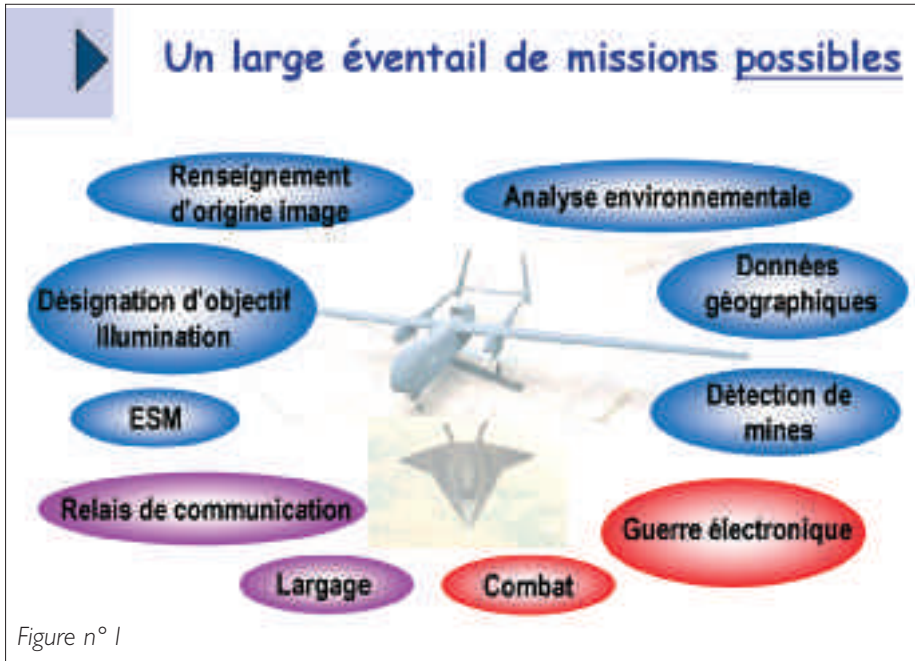 Un large éventail de missions possibles
Renseignement
d'origine image
Analyse environnementale
Désignation d'objectif
Illumination
Données
géographiques
ESM
Détection de
mines
Relais de communication
Guerre électronique
Largage
Combat
Figure n° 1